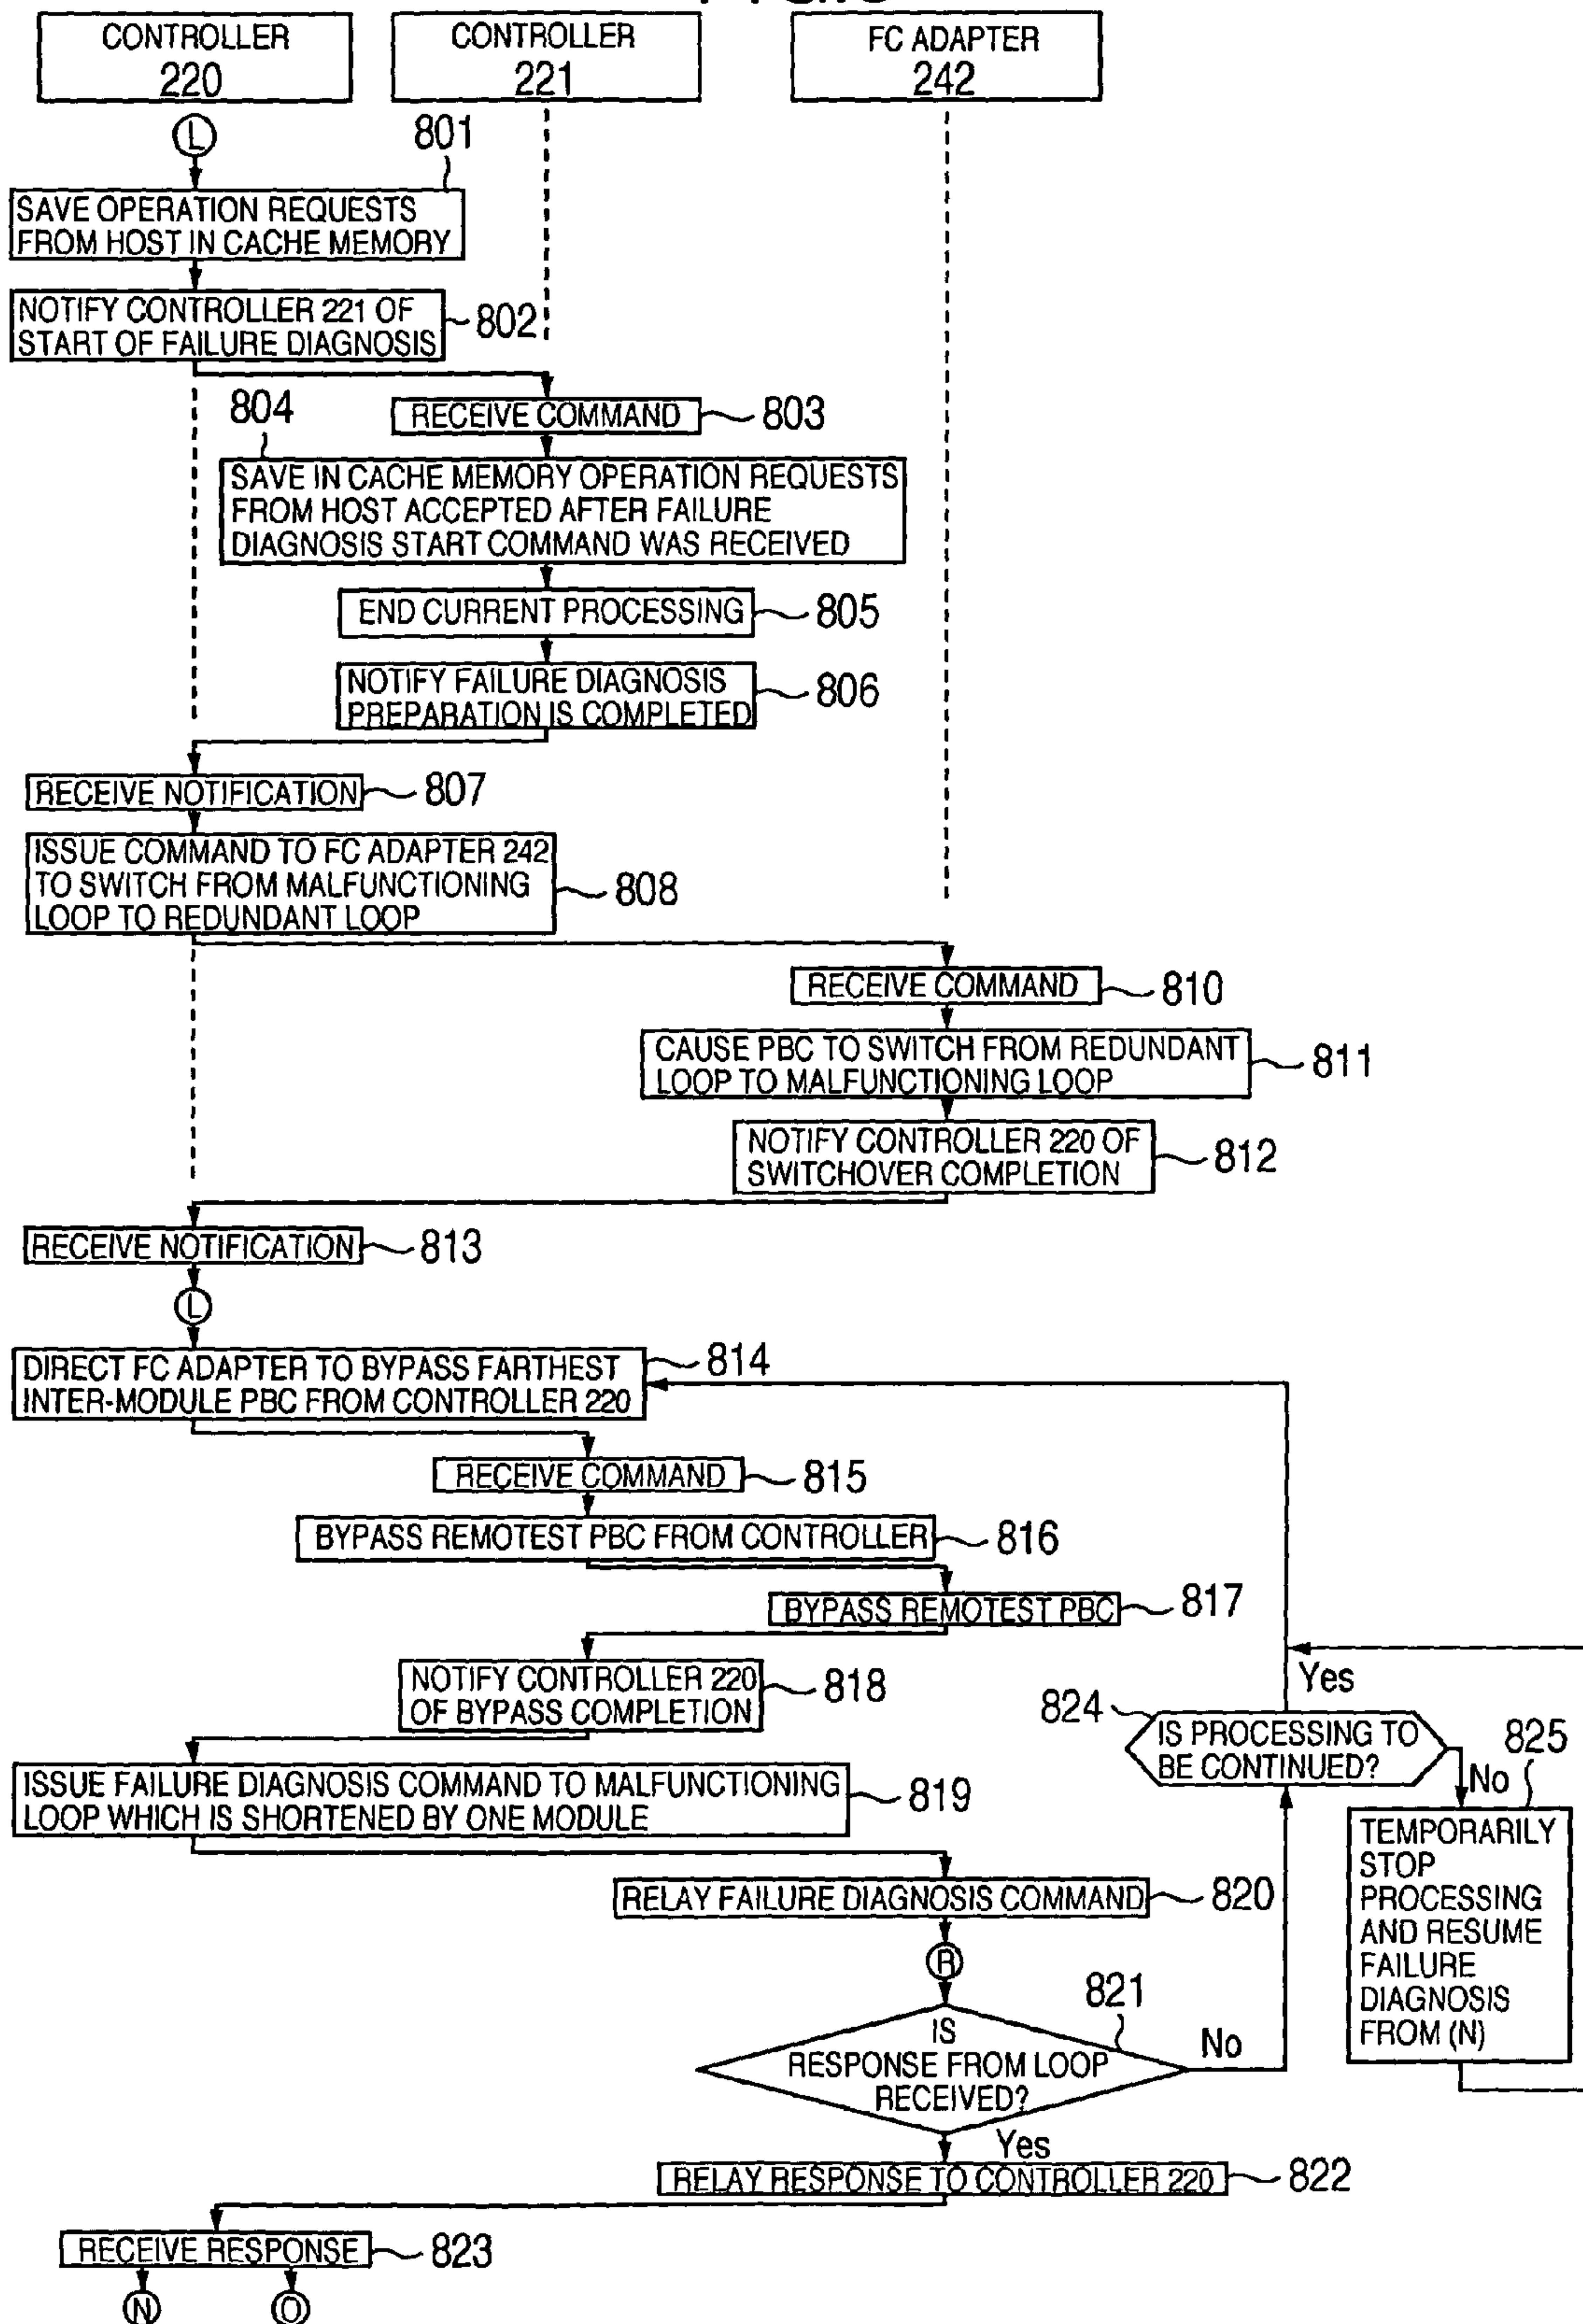 CONTROLLER
220
CONTROLLER
221
FC ADAPTER
242
L
801
SAVE OPERATION REQUESTS
FROM HOST IN CACHE MEMORY
NOTIFY CONTROLLER 221 OF
START OF FAILURE DIAGNOSIS
802
RECEIVE COMMAND
803
804
SAVE IN CACHE MEMORY OPERATION REQUESTS
FROM HOST ACCEPTED AFTER FAILURE
DIAGNOSIS START COMMAND WAS RECEIVED
END CURRENT PROCESSING
805
NOTIFY FAILURE DIAGNOSIS
PREPARATION IS COMPLETED
806
RECEIVE NOTIFICATION
807
ISSUE COMMAND TO FC ADAPTER 242
TO SWITCH FROM MALFUNCTIONING
LOOP TO REDUNDANT LOOP
808
RECEIVE COMMAND
810
CAUSE PBC TO SWITCH FROM REDUNDANT
LOOP TO MALFUNCTIONING LOOP
811
NOTIFY CONTROLLER 220 OF
SWITCHOVER COMPLETION
812
RECEIVE NOTIFICATION
813
L
DIRECT FC ADAPTER TO BYPASS FARTHEST
INTER-MODULE PBC FROM CONTROLLER 220
814
RECEIVE COMMAND
815
BYPASS REMOTEST PBC FROM CONTROLLER
816
BYPASS REMOTEST PBC
817
NOTIFY CONTROLLER 220
OF BYPASS COMPLETION
818
ISSUE FAILURE DIAGNOSIS COMMAND TO MALFUNCTIONING
LOOP WHICH IS SHORTENED BY ONE MODULE
819
RELAY FAILURE DIAGNOSIS COMMAND
820
R
IS
RESPONSE FROM LOOP
RECEIVED?
821
No
Yes
824
IS PROCESSING TO
BE CONTINUED?
Yes
No
825
TEMPORARILY
STOP
PROCESSING
AND RESUME
FAILURE
DIAGNOSIS
FROM (N)
RELAY RESPONSE TO CONTROLLER 220
822
RECEIVE RESPONSE
823
N
O